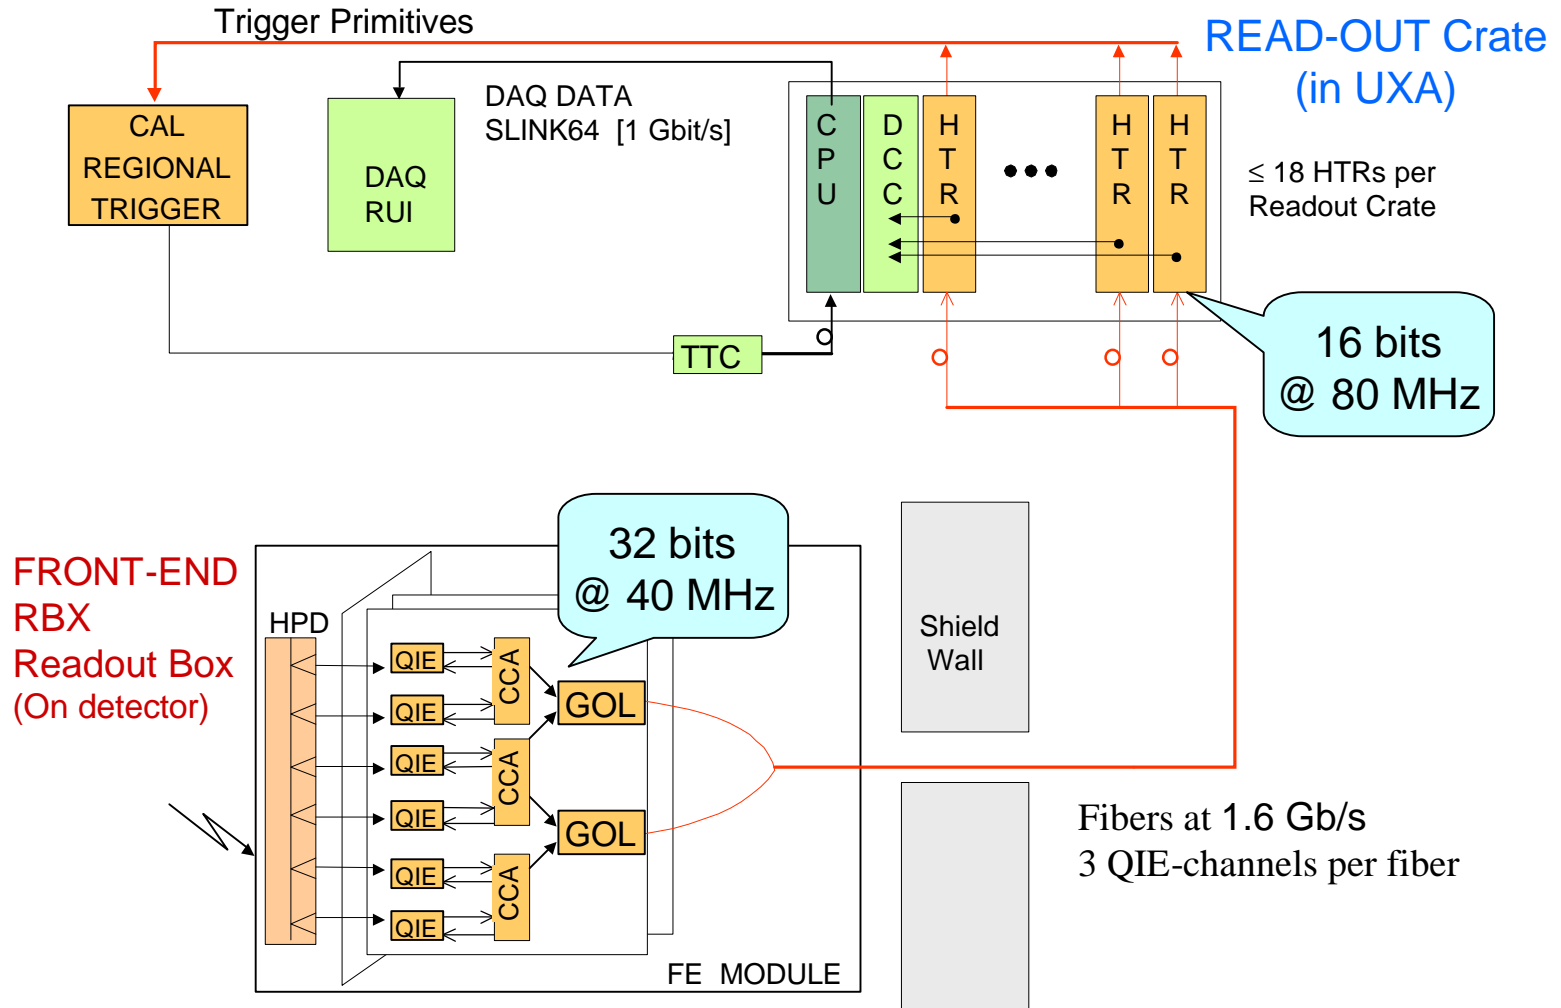 Trigger Primitives
READ-OUT Crate
(in UXA)
CAL
REGIONAL
TRIGGER
DAQ
RUI
DAQ DATA
SLINK64 [1 Gbit/s]
C
P
U
D
C
C
H
T
R
H
T
R
H
T
R
≤ 18 HTRs per
Readout Crate
TTC
16 bits
@ 80 MHz
FRONT-END
RBX
Readout Box
(On detector)
HPD
32 bits
@ 40 MHz
QIE
QIE
QIE
QIE
QIE
QIE
CCA
CCA
CCA
GOL
GOL
FE MODULE
Shield
Wall
Fibers at 1.6 Gb/s
3 QIE-channels per fiber